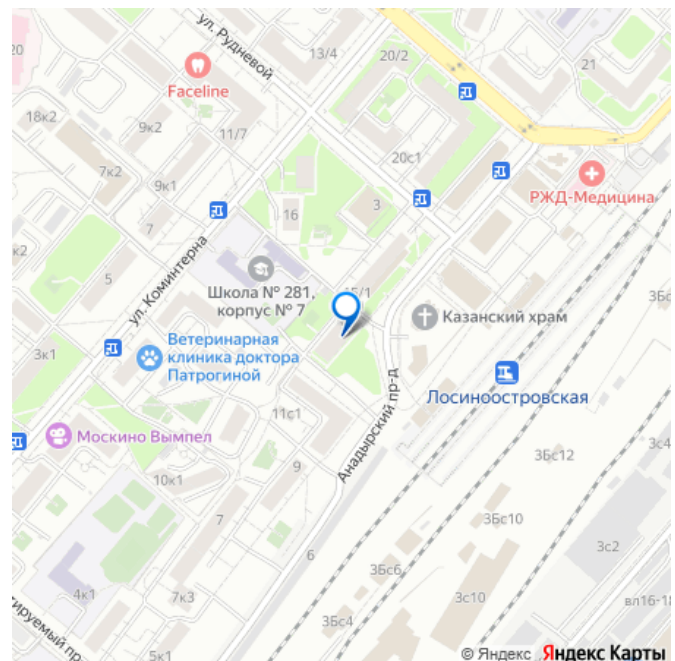 20
ул. Рудневой
13/4
20/2
21
Faceline
18к2
9к2
11/7
7к2
20с1
9к1
РЖД-Медицина
7
16
3
к2
5
ул. Коминтерна
Школа № 281,
корпус № 7
15/1
Казанский храм
3к1
Ветеринарная
клиника доктора
Патрогиной
Лосиноостровская
11с1
Анадырский пр-д
Москино Вымпел
3Бс12
3с4
9
10к1
7
3Бс10
6
3с2
3Бс6
4к1
7к3
3с10
3Бс4
вл16-18
5к1
© Яндекс Яндекс Карты